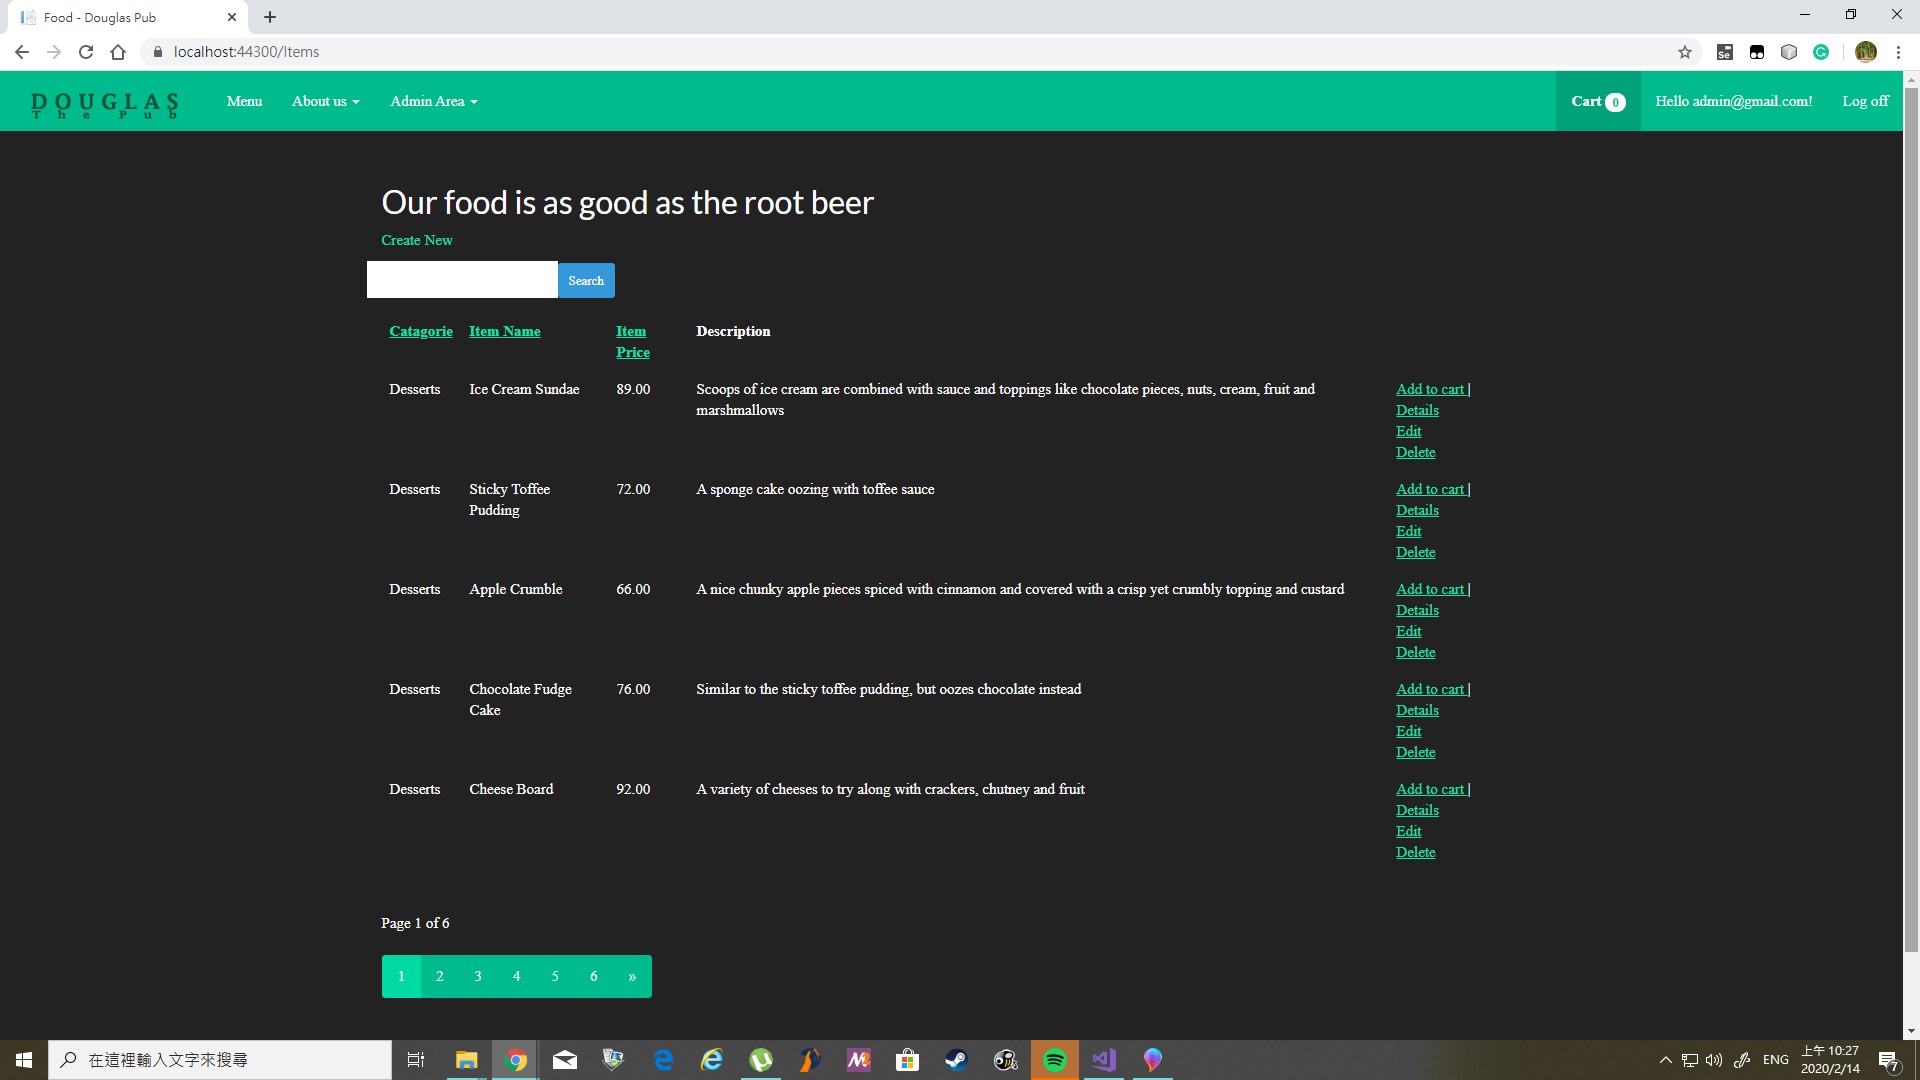 Food - Douglas Pub
localhost:44300/Items
DOUGLAS
The Pub
Menu
About us
Admin Area
Cart 0
Hello admin@gmail.com!
Log off
Our food is as good as the root beer
Create New
Search
Catagorie
Item Name
Item
Price
Description
Desserts
Ice Cream Sundae
89.00
Scoops of ice cream are combined with sauce and toppings like chocolate pieces, nuts, cream, fruit and
marshmallows
Add to cart |
Details
Edit
Delete
Desserts
Sticky Toffee
Pudding
72.00
A sponge cake oozing with toffee sauce
Add to cart |
Details
Edit
Delete
Desserts
Apple Crumble
66.00
A nice chunky apple pieces spiced with cinnamon and covered with a crisp yet crumbly topping and custard
Add to cart |
Details
Edit
Delete
Desserts
Chocolate Fudge
Cake
76.00
Similar to the sticky toffee pudding, but oozes chocolate instead
Add to cart |
Details
Edit
Delete
Desserts
Cheese Board
92.00
A variety of cheeses to try along with crackers, chutney and fruit
Add to cart |
Details
Edit
Delete
Page 1 of 6
1 2 3 4 5 6 »
在這裡輸入文字來搜尋
ENG
上午 10:27
2020/2/14
7